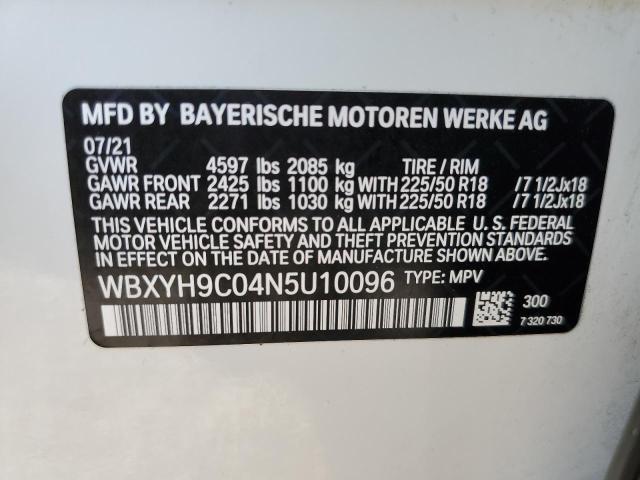 MFD BY BAYERISCHE MOTOREN WERKE AG
07/21
GVWR 4597 lbs 2085 kg TIRE / RIM
GAWR FRONT 2425 lbs 1100 kg WITH 225/50 R18 /7 1/2Jx18
GAWR REAR 2271 lbs 1030 kg WITH 225/50 R18 /7 1/2Jx18
THIS VEHICLE CONFORMS TO ALL APPLICABLE U. S. FEDERAL
MOTOR VEHICLE SAFETY AND THEFT PREVENTION STANDARDS
IN EFFECT ON THE DATE OF MANUFACTURE SHOWN ABOVE.
WBXYH9C04N5U10096 TYPE: MPV
300
7 320 730